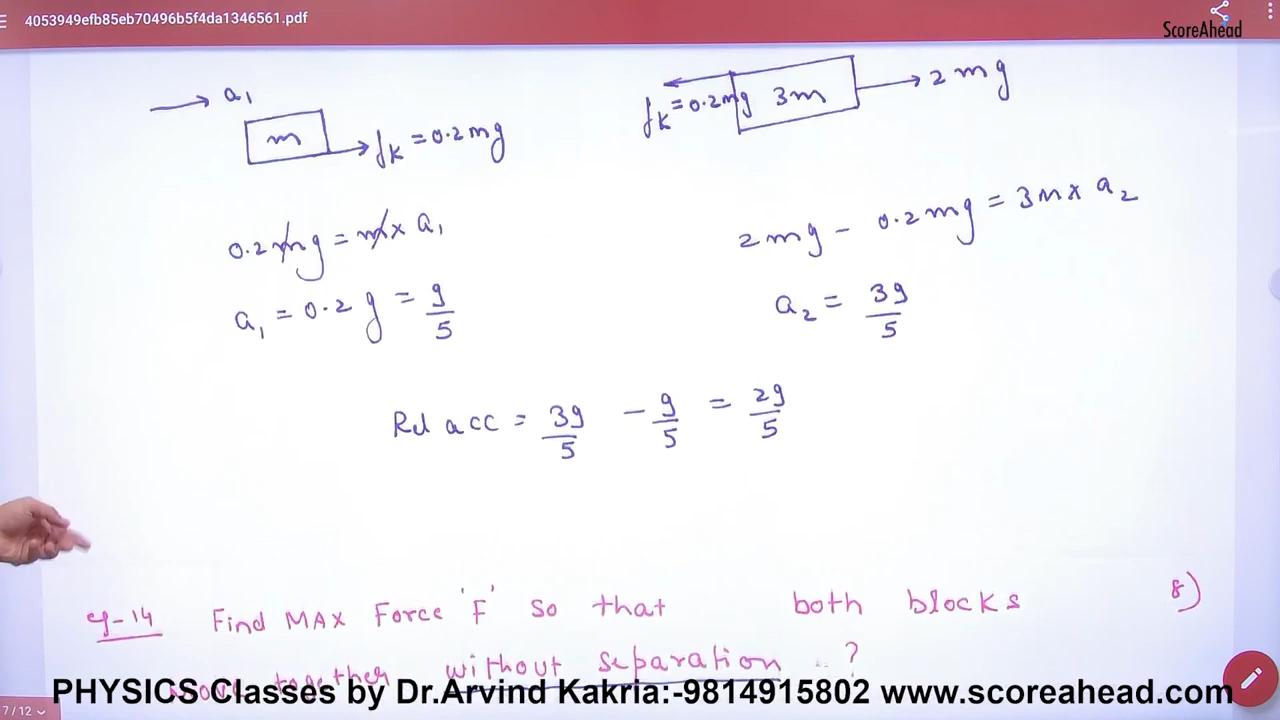 4053949efb85eb70496b5f4da1346561.pdf
ScoreAhead
a₁
m
fₖ = 0.2mg
fₖ = 0.2mg
3m
2mg
0.2mg = m x a₁
2mg - 0.2mg = 3m x a₂
a₁ = 0.2g = g/5
a₂ = 3g/5
Rel acc = 3g/5 - g/5 = 2g/5
eg-14 Find MAX Force 'F' so that both blocks 8)
move together without separation ..?
PHYSICS Classes by Dr.Arvind Kakria:-9814915802 www.scoreahead.com
7 / 12